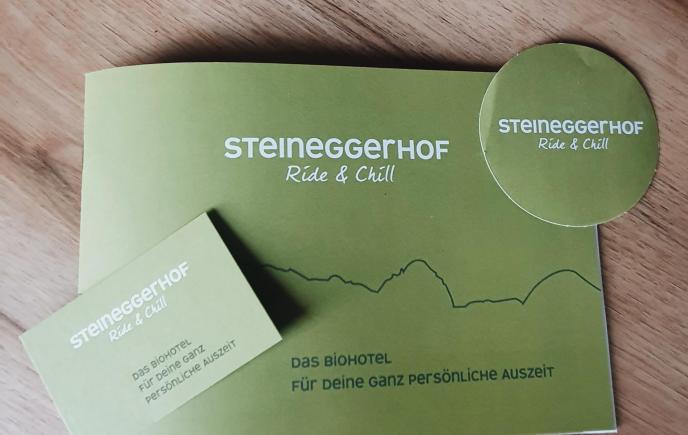 STEINEGGERHOF
Ride & Chill
STEINEGGERHOF
Ride & Chill
Das BIOHOTEL
Für Deine Ganz Persönliche Auszeit
STEINEGGERHOF
Ride & Chill
Das BIOHOTEL
Für Deine Ganz
Persönliche Auszeit